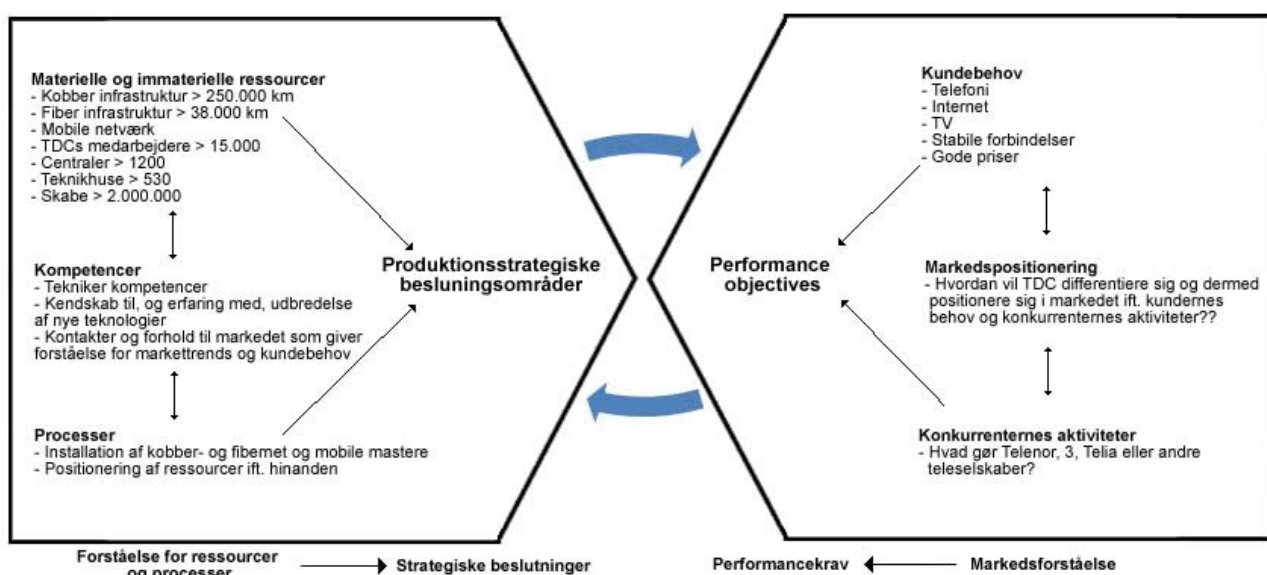 Materielle og immaterielle ressourcer
- Kobber infrastruktur > 250.000 km
- Fiber infrastruktur > 38.000 km
- Mobile netværk
- TDCs medarbejdere > 15.000
- Centraler > 1200
- Teknikhuse > 530
- Skabe > 2.000.000
Kompetencer
- Tekniker kompetencer
- Kendskab til, og erfaring med, udbredelse
af nye teknologier
- Kontakter og forhold til markedet som giver
forståelse for markettrends og kundebehov
Processer
- Installation af kobber- og fibernet og mobile mastere
- Positionering af ressourcer ift. hinanden
Produktionsstrategiske
besluningsområder
Performance
objectives
Kundebehov
- Telefoni
- Internet
- TV
- Stabile forbindelser
- Gode priser
Markedspositionering
- Hvordan vil TDC differentiere sig og dermed
positionere sig i markedet ift. kundernes
behov og konkurrenternes aktiviteter??
Konkurrenternes aktiviteter
- Hvad gør Telenor, 3, Telia eller andre
teleselskaber?
Forståelse for ressourcer
og processer
Strategiske beslutninger
Performancekrav
Markedsforståelse